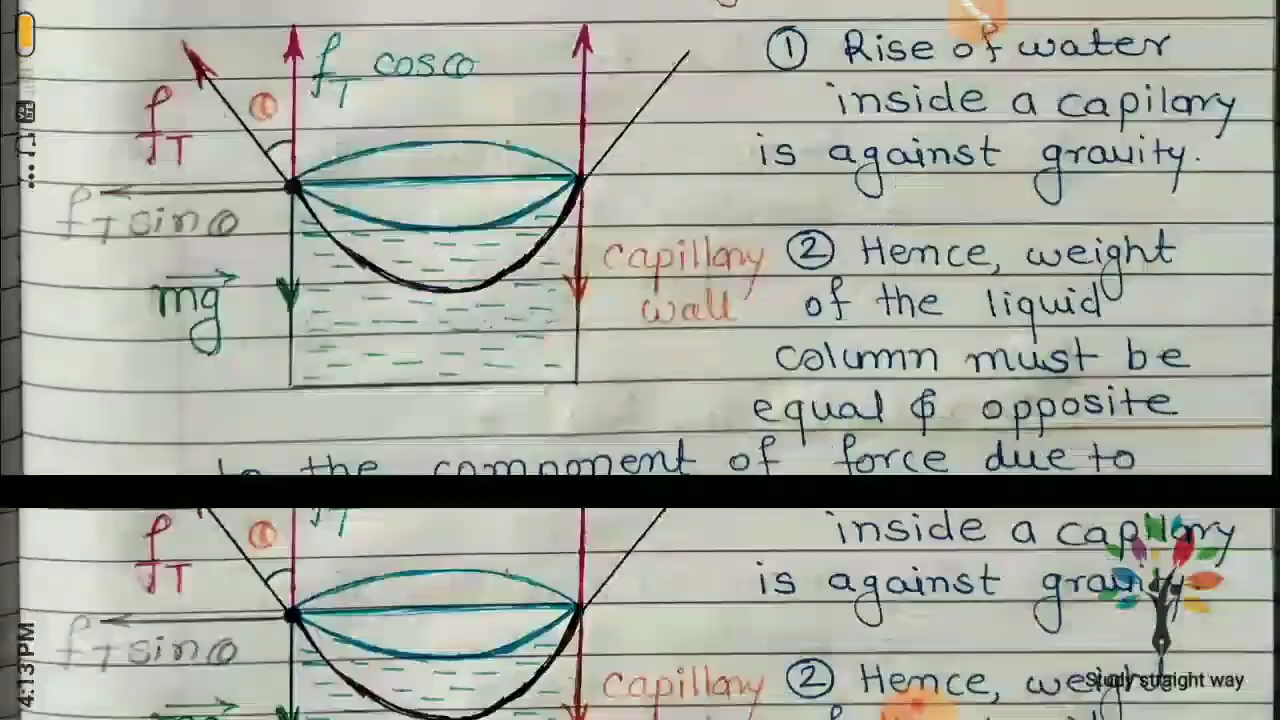 f_T cosθ
① Rise of water
θ
inside a capilary
f_T
is against gravity.
f_T sinθ
capillary
② Hence, weight
mg
wall
of the liquid
column must be
equal & opposite
to the component of force due to
θ
inside a capilary
f_T
is against gravity.
f_T sinθ
capillary
② Hence, weigh
Study straight way
4:13 PM